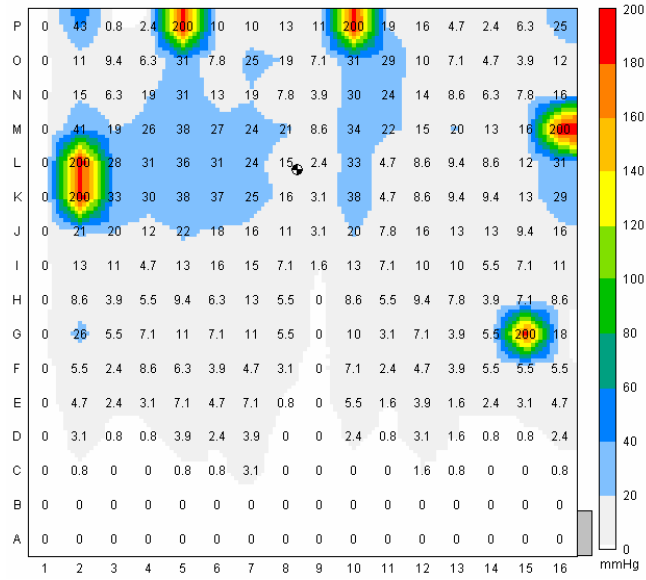 P 0 43 0.8 2.4 200 10 10 13 11 200 19 16 4.7 2.4 6.3 25 200
O 0 11 9.4 6.3 31 7.8 25 19 7.1 31 29 10 7.1 4.7 3.9 12 180
N 0 15 6.3 19 31 13 19 7.8 3.9 30 24 14 8.6 6.3 7.8 16
M 0 41 19 26 38 27 24 21 8.6 34 22 15 20 13 16 200 160
L 0 200 28 31 36 31 24 15 2.4 33 4.7 8.6 9.4 8.6 12 31 140
K 0 200 33 30 38 37 25 16 3.1 38 4.7 8.6 9.4 9.4 13 29
J 0 21 20 12 22 18 16 11 3.1 20 7.8 16 13 13 9.4 16 120
I 0 13 11 4.7 13 16 15 7.1 1.6 13 7.1 10 10 5.5 7.1 11 100
H 0 8.6 3.9 5.5 9.4 6.3 13 5.5 0 8.6 5.5 9.4 7.8 3.9 7.1 8.6
G 0 26 5.5 7.1 11 7.1 11 5.5 0 10 3.1 7.1 3.9 5.5 200 18 80
F 0 5.5 2.4 8.6 6.3 3.9 4.7 3.1 0 7.1 2.4 4.7 3.9 5.5 5.5 5.5
E 0 4.7 2.4 3.1 7.1 4.7 7.1 0.8 0 5.5 1.6 3.9 1.6 2.4 3.1 4.7 60
D 0 3.1 0.8 0.8 3.9 2.4 3.9 0 0 2.4 0.8 3.1 1.6 0.8 0.8 2.4 40
C 0 0.8 0 0 0.8 0.8 3.1 0 0 0 0 1.6 0.8 0 0 0.8
B 0 0 0 0 0 0 0 0 0 0 0 0 0 0 0 0 20
A 0 0 0 0 0 0 0 0 0 0 0 0 0 0 0 0
0
mmHg
1 2 3 4 5 6 7 8 9 10 11 12 13 14 15 16